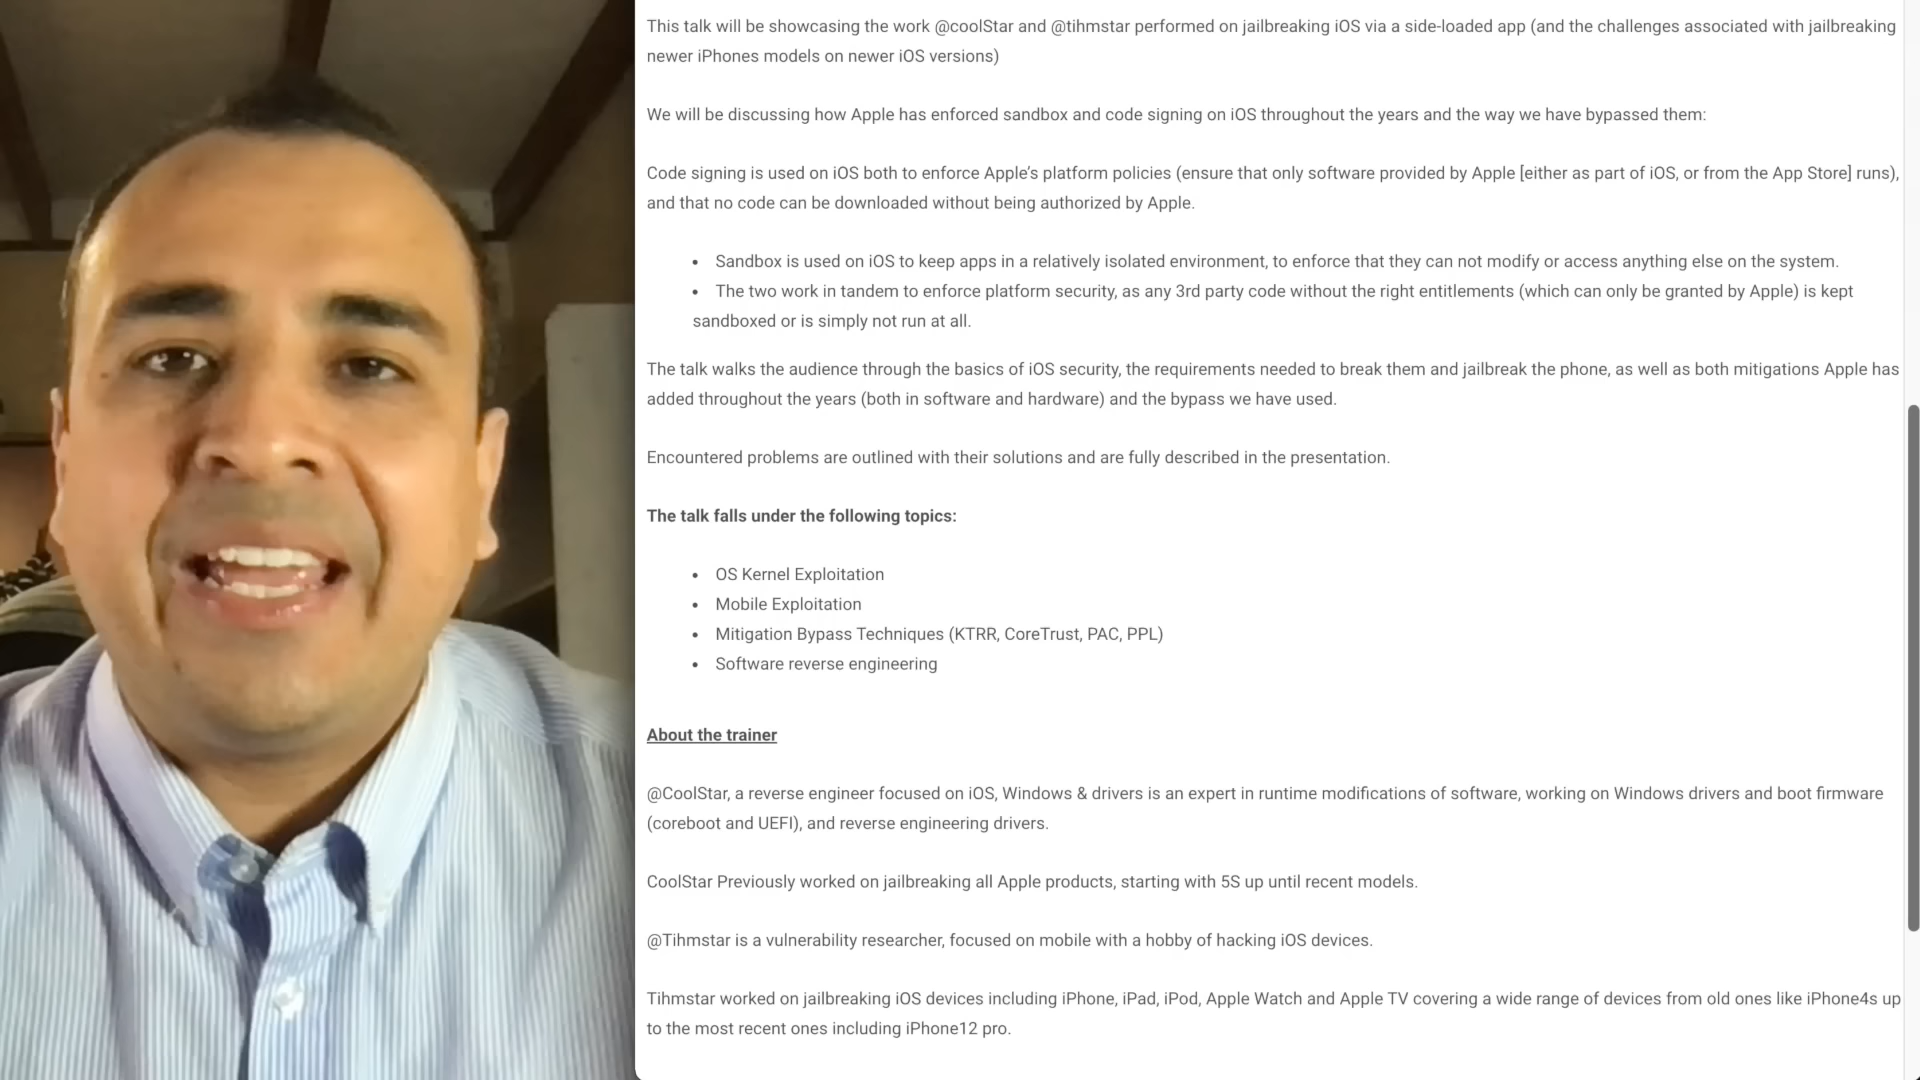 This talk will be showcasing the work @coolStar and @tihmstar performed on jailbreaking iOS via a side-loaded app (and the challenges associated with jailbreaking
newer iPhones models on newer iOS versions)
We will be discussing how Apple has enforced sandbox and code signing on iOS throughout the years and the way we have bypassed them:
Code signing is used on iOS both to enforce Apple’s platform policies (ensure that only software provided by Apple [either as part of iOS, or from the App Store] runs),
and that no code can be downloaded without being authorized by Apple.
• Sandbox is used on iOS to keep apps in a relatively isolated environment, to enforce that they can not modify or access anything else on the system.
• The two work in tandem to enforce platform security, as any 3rd party code without the right entitlements (which can only be granted by Apple) is kept
sandboxed or is simply not run at all.
The talk walks the audience through the basics of iOS security, the requirements needed to break them and jailbreak the phone, as well as both mitigations Apple has
added throughout the years (both in software and hardware) and the bypass we have used.
Encountered problems are outlined with their solutions and are fully described in the presentation.
The talk falls under the following topics:
• OS Kernel Exploitation
• Mobile Exploitation
• Mitigation Bypass Techniques (KTRR, CoreTrust, PAC, PPL)
• Software reverse engineering
About the trainer
@CoolStar, a reverse engineer focused on iOS, Windows & drivers is an expert in runtime modifications of software, working on Windows drivers and boot firmware
(coreboot and UEFI), and reverse engineering drivers.
CoolStar Previously worked on jailbreaking all Apple products, starting with 5S up until recent models.
@Tihmstar is a vulnerability researcher, focused on mobile with a hobby of hacking iOS devices.
Tihmstar worked on jailbreaking iOS devices including iPhone, iPad, iPod, Apple Watch and Apple TV covering a wide range of devices from old ones like iPhone4s up
to the most recent ones including iPhone12 pro.